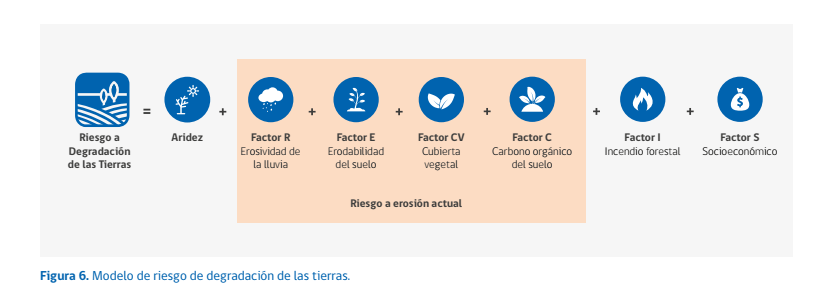 = + + + + + +
Riesgo a
Degradación
de las Tierras
Aridez
Factor R
Erosividad de
la lluvia
Factor E
Erodabilidad
del suelo
Factor CV
Cubierta
vegetal
Factor C
Carbono orgánico
del suelo
Factor I
Incendio forestal
$
Factor S
Socioeconómico
Riesgo a erosión actual
Figura 6. Modelo de riesgo de degradación de las tierras.